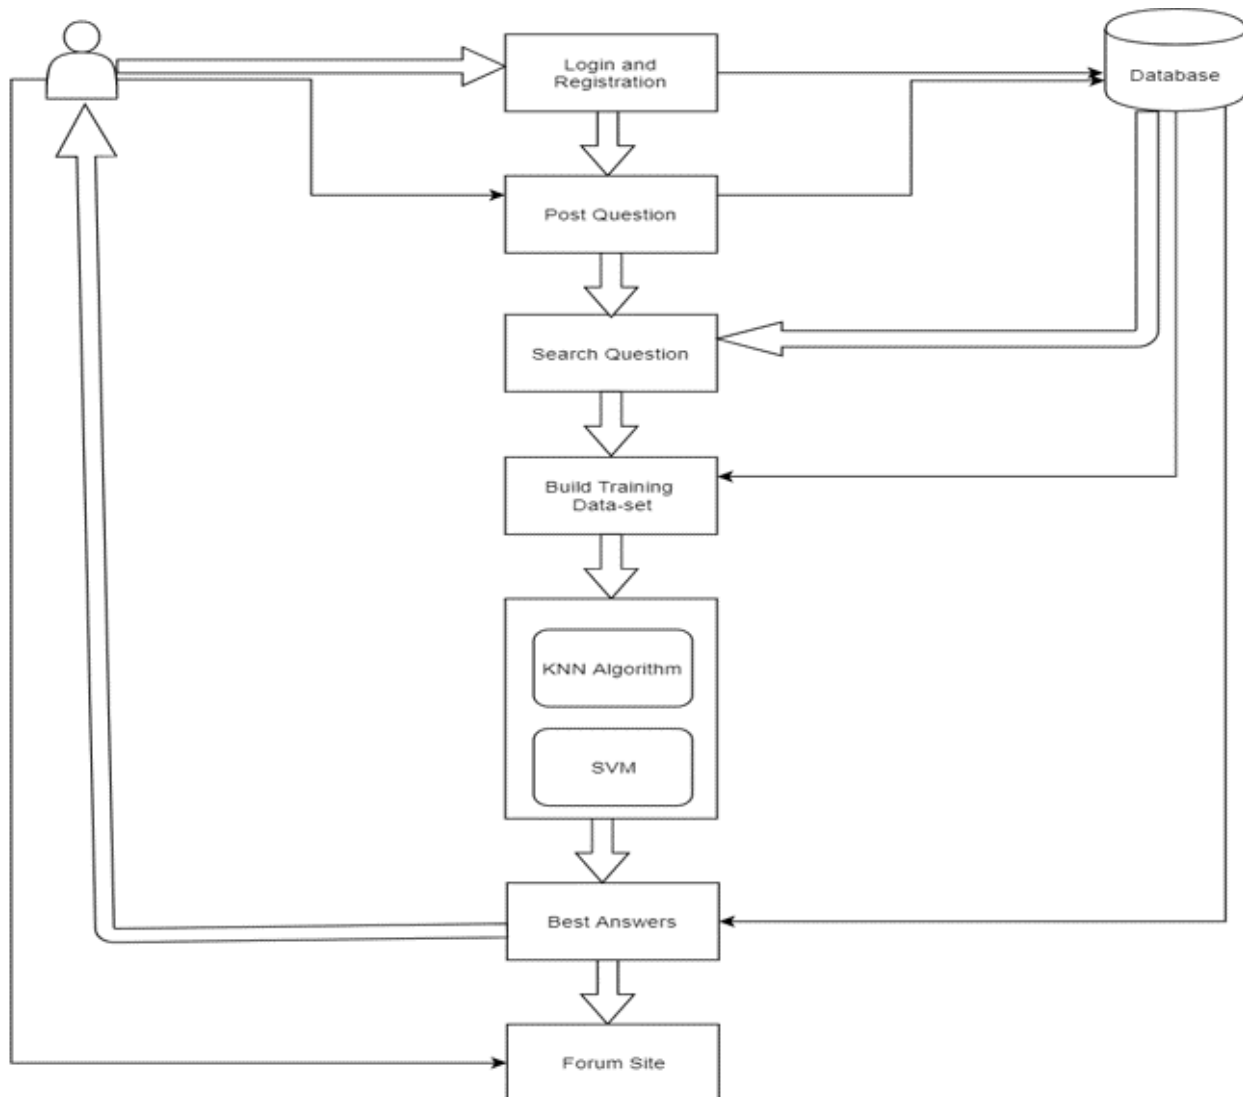 Login and
Registration
Database
Post Question
Search Question
Build Training
Data-set
KNN Algorithm
SVM
Best Answers
Forum Site